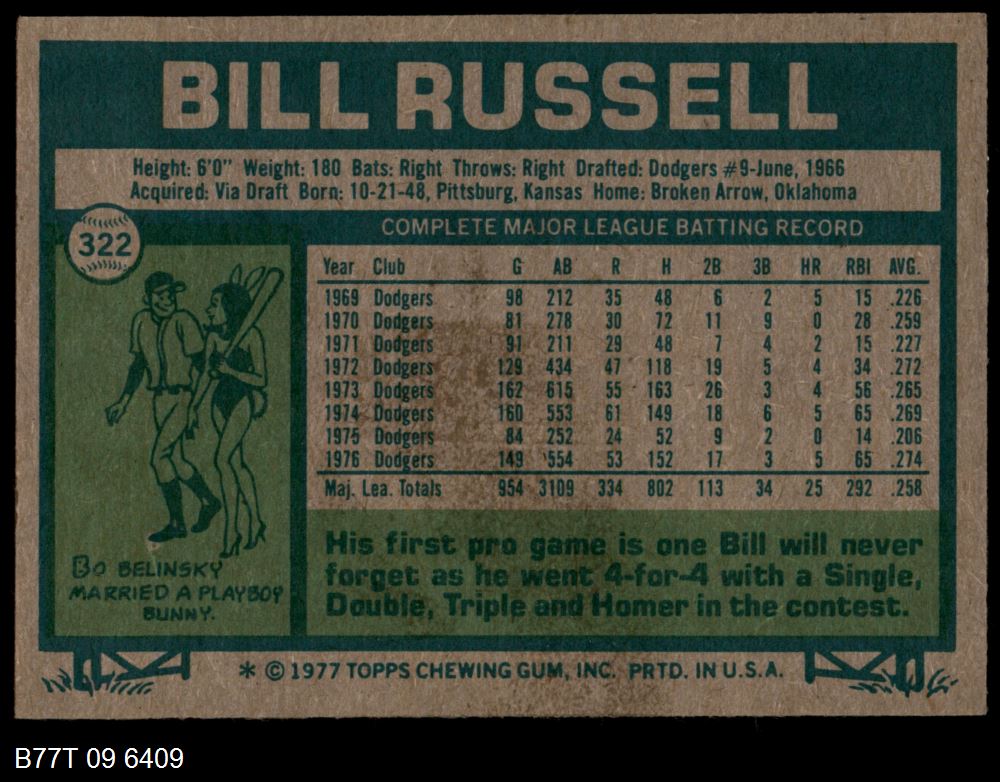 BILL RUSSELL
Height: 6'0" Weight: 180 Bats: Right Throws: Right Drafted: Dodgers #9-June, 1966
Acquired: Via Draft Born: 10-21-48, Pittsburg, Kansas Home: Broken Arrow, Oklahoma
322
COMPLETE MAJOR LEAGUE BATTING RECORD
Year Club G AB R H 2B 3B HR RBI AVG.
1969 Dodgers 98 212 35 48 6 2 5 15 .226
1970 Dodgers 81 278 30 72 11 9 0 28 .259
1971 Dodgers 91 211 29 48 7 4 2 15 .227
1972 Dodgers 129 434 47 118 19 5 4 34 .272
1973 Dodgers 162 615 55 163 26 3 4 56 .265
1974 Dodgers 160 553 61 149 18 6 5 65 .269
1975 Dodgers 84 252 24 52 9 2 0 14 .206
1976 Dodgers 149 554 53 152 17 3 5 65 .274
Maj. Lea. Totals 954 3109 334 802 113 34 25 292 .258
BO BELINSKY
MARRIED A PLAYBOY
BUNNY.
His first pro game is one Bill will never
forget as he went 4-for-4 with a Single,
Double, Triple and Homer in the contest.
* © 1977 TOPPS CHEWING GUM, INC. PRTD. IN U.S.A.
B77T 09 6409